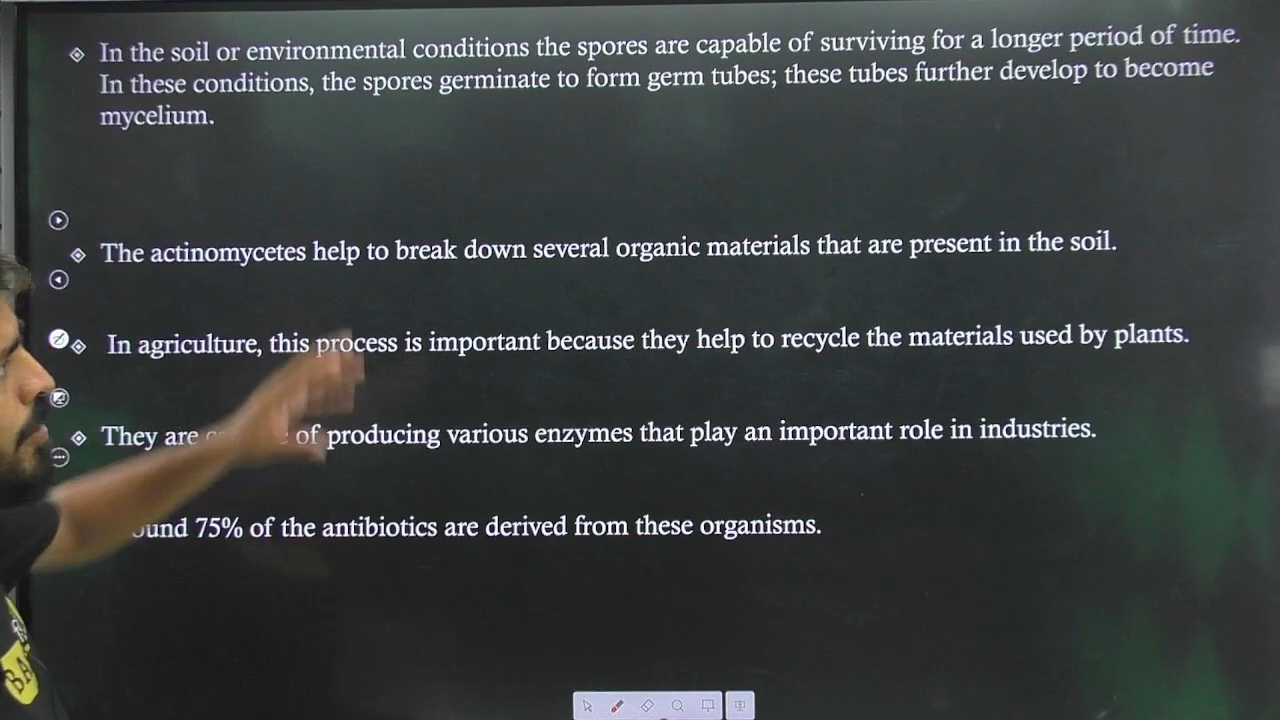 In the soil or environmental conditions the spores are capable of surviving for a longer period of time.
In these conditions, the spores germinate to form germ tubes; these tubes further develop to become
mycelium.
The actinomycetes help to break down several organic materials that are present in the soil.
In agriculture, this process is important because they help to recycle the materials used by plants.
They are of producing various enzymes that play an important role in industries.
75% of the antibiotics are derived from these organisms.